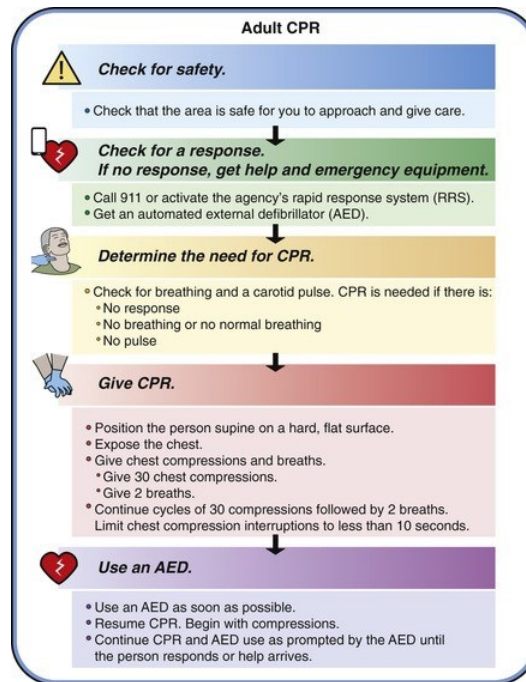 Adult CPR
Check for safety.
• Check that the area is safe for you to approach and give care.
Check for a response.
If no response, get help and emergency equipment.
• Call 911 or activate the agency's rapid response system (RRS).
• Get an automated external defibrillator (AED).
Determine the need for CPR.
• Check for breathing and a carotid pulse. CPR is needed if there is:
• No response
• No breathing or no normal breathing
• No pulse
Give CPR.
• Position the person supine on a hard, flat surface.
• Expose the chest.
• Give chest compressions and breaths.
• Give 30 chest compressions.
• Give 2 breaths.
• Continue cycles of 30 compressions followed by 2 breaths.
Limit chest compression interruptions to less than 10 seconds.
Use an AED.
• Use an AED as soon as possible.
• Resume CPR. Begin with compressions.
• Continue CPR and AED use as prompted by the AED until
the person responds or help arrives.